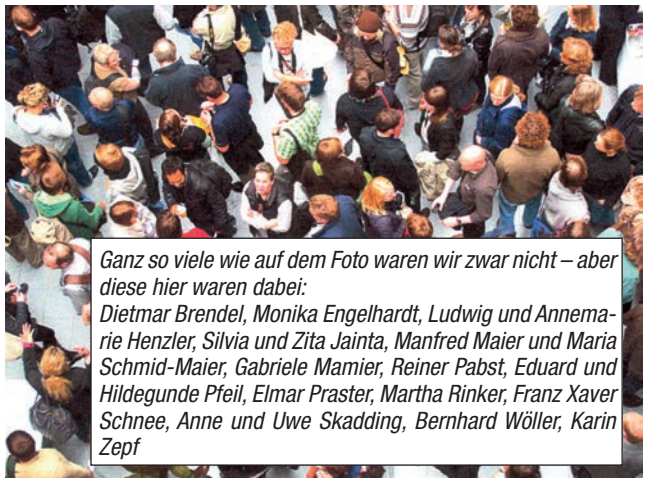 Ganz so viele wie auf dem Foto waren wir zwar nicht – aber
diese hier waren dabei:
Dietmar Brendel, Monika Engelhardt, Ludwig und Annema-
rie Henzler, Silvia und Zita Jainta, Manfred Maier und Maria
Schmid-Maier, Gabriele Mamier, Reiner Pabst, Eduard und
Hildegunde Pfeil, Elmar Praster, Martha Rinker, Franz Xaver
Schnee, Anne und Uwe Skadding, Bernhard Wöller, Karin
Zepf